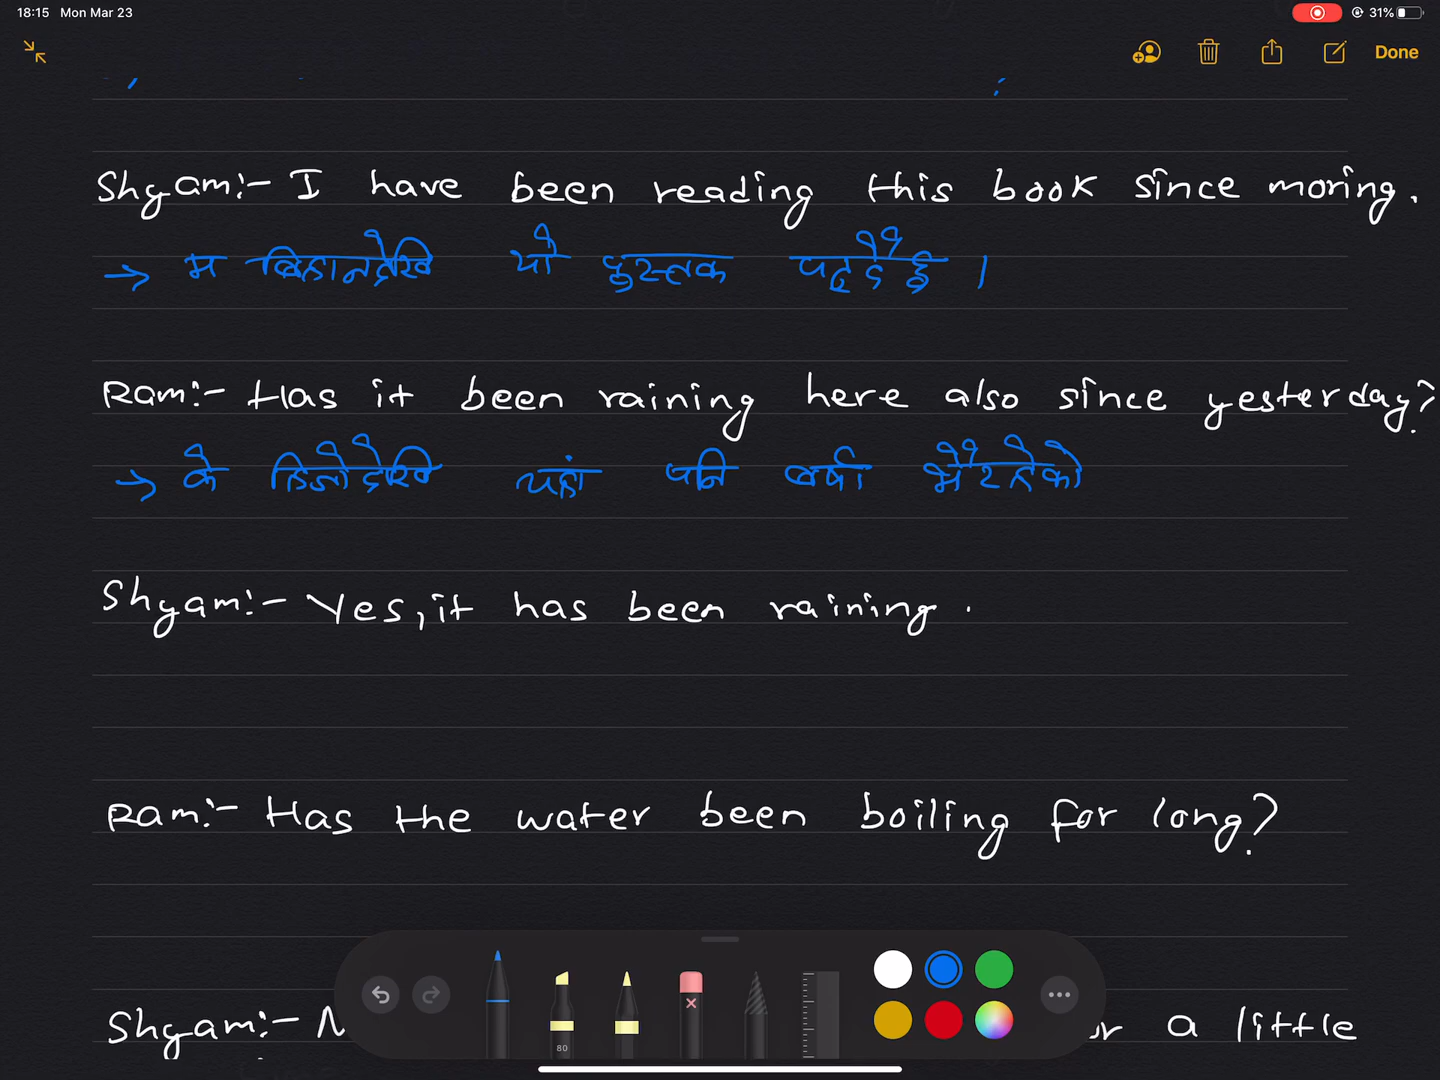 18:15 Mon Mar 23 31%
Done
Shyam:- I have been reading this book since moring.
→ म बिहानदेखि यो पुस्तक पढ्दै छु ।
Ram:- Has it been raining here also since yesterday?
→ के हिजोदेखि यहां पनि वर्षा भैरहेको
Shyam:- Yes, it has been raining.
Ram:- Has the water been boiling for long?
Shyam:- N a little
80